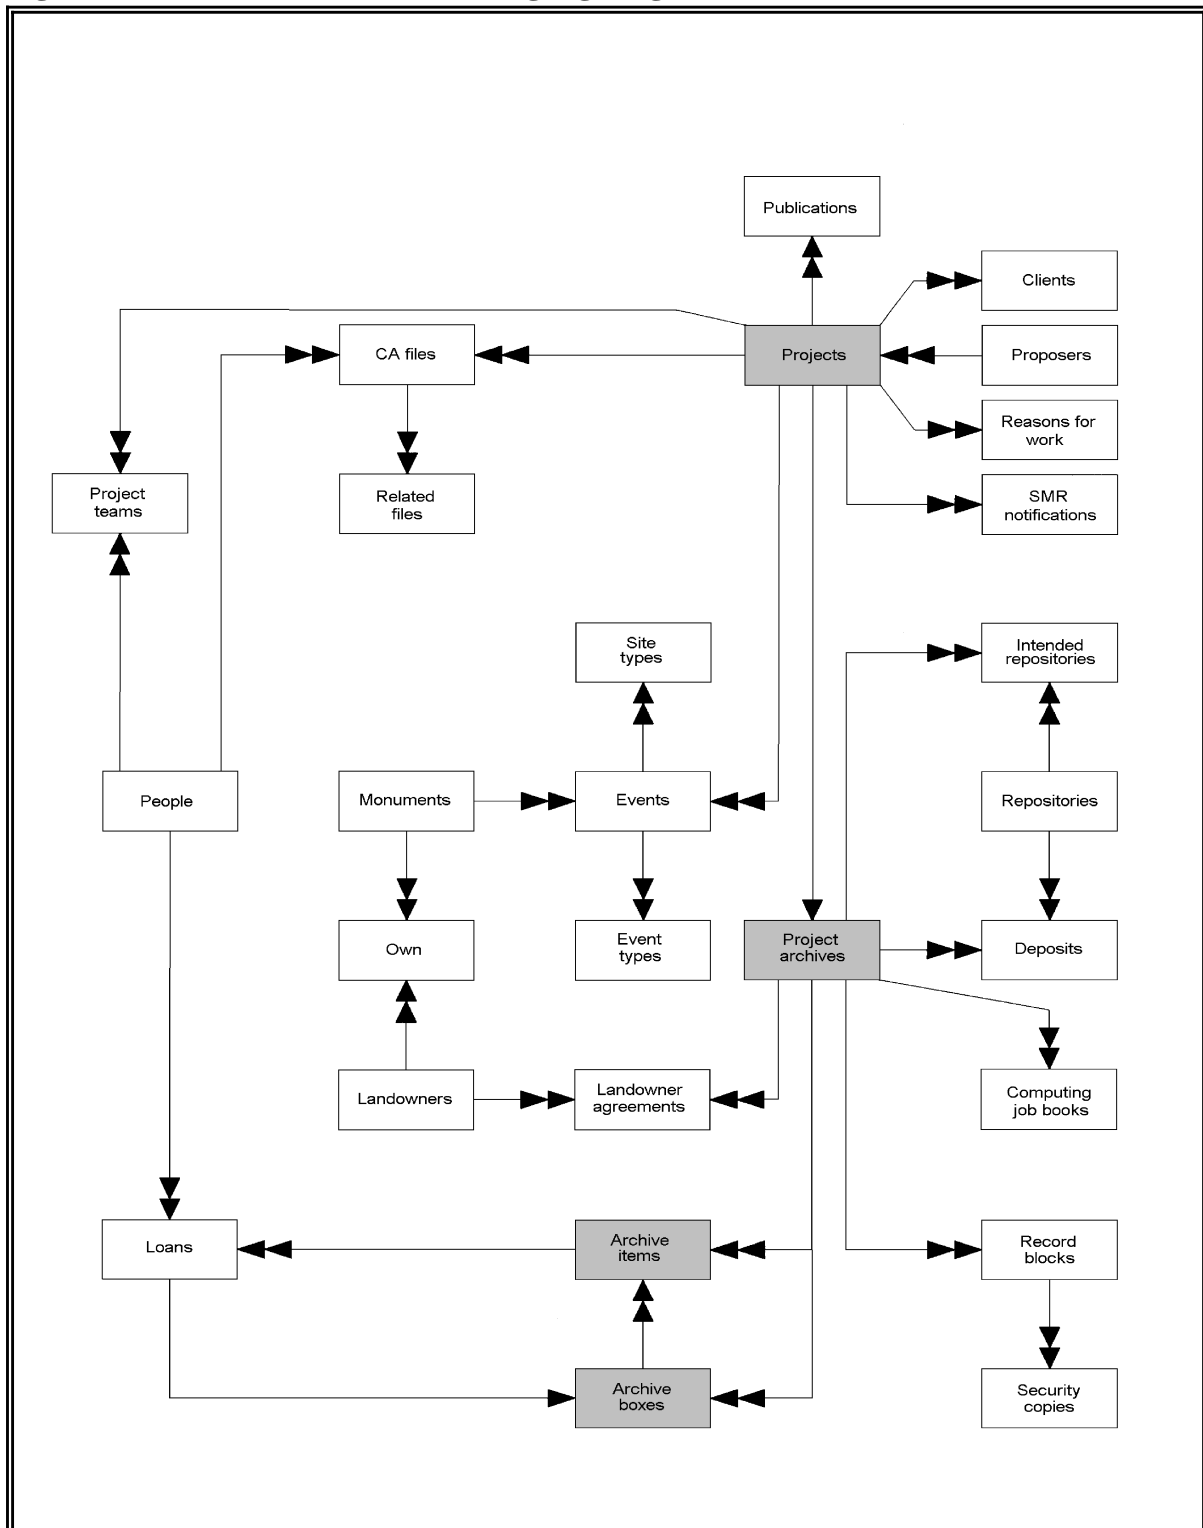 Publications
Clients
CA files
Projects
Proposers
Reasons for
work
Project
teams
Related
files
SMR
notifications
Site
types
Intended
repositories
People
Monuments
Events
Repositories
Own
Event
types
Project
archives
Deposits
Landowners
Landowner
agreements
Computing
job books
Loans
Archive
items
Record
blocks
Archive
boxes
Security
copies